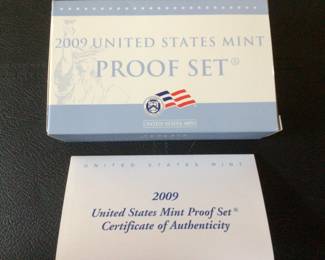 2009 UNITED STATES MINT
PROOF SET®
UNITED STATES MINT
UNITED STATES MINT
2009
United States Mint Proof Set®
Certificate of Authenticity